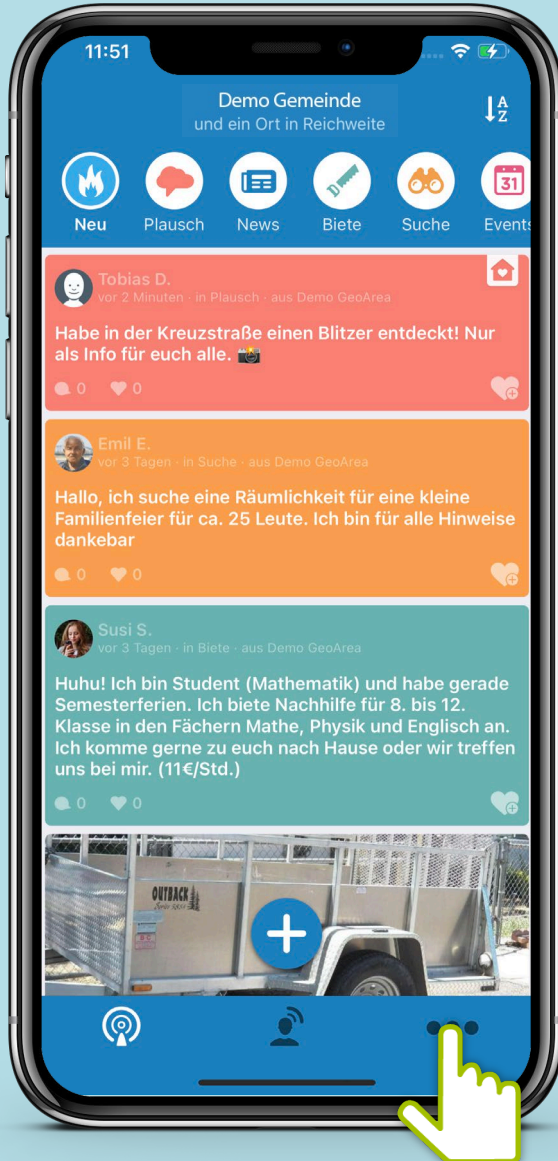 11:51
Demo Gemeinde
und ein Ort in Reichweite
A
Z
31
Neu
Plausch
News
Biete
Suche
Events
Tobias D.
vor 2 Minuten · in Plausch · aus Demo GeoArea
Habe in der Kreuzstraße einen Blitzer entdeckt! Nur
als Info für euch alle. 📸
0
0
Emil E.
vor 3 Tagen · in Suche · aus Demo GeoArea
Hallo, ich suche eine Räumlichkeit für eine kleine
Familienfeier für ca. 25 Leute. Ich bin für alle Hinweise
dankebar
0
0
Susi S.
vor 3 Tagen · in Biete · aus Demo GeoArea
Huhu! Ich bin Student (Mathematik) und habe gerade
Semesterferien. Ich biete Nachhilfe für 8. bis 12.
Klasse in den Fächern Mathe, Physik und Englisch an.
Ich komme gerne zu euch nach Hause oder wir treffen
uns bei mir. (11€/Std.)
0
0
OUTBACK